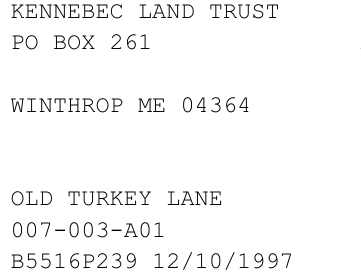 KENNEBEC LAND TRUST
PO BOX 261
WINTHROP ME 04364
OLD TURKEY LANE
007-003-A01
B5516P239 12/10/1997